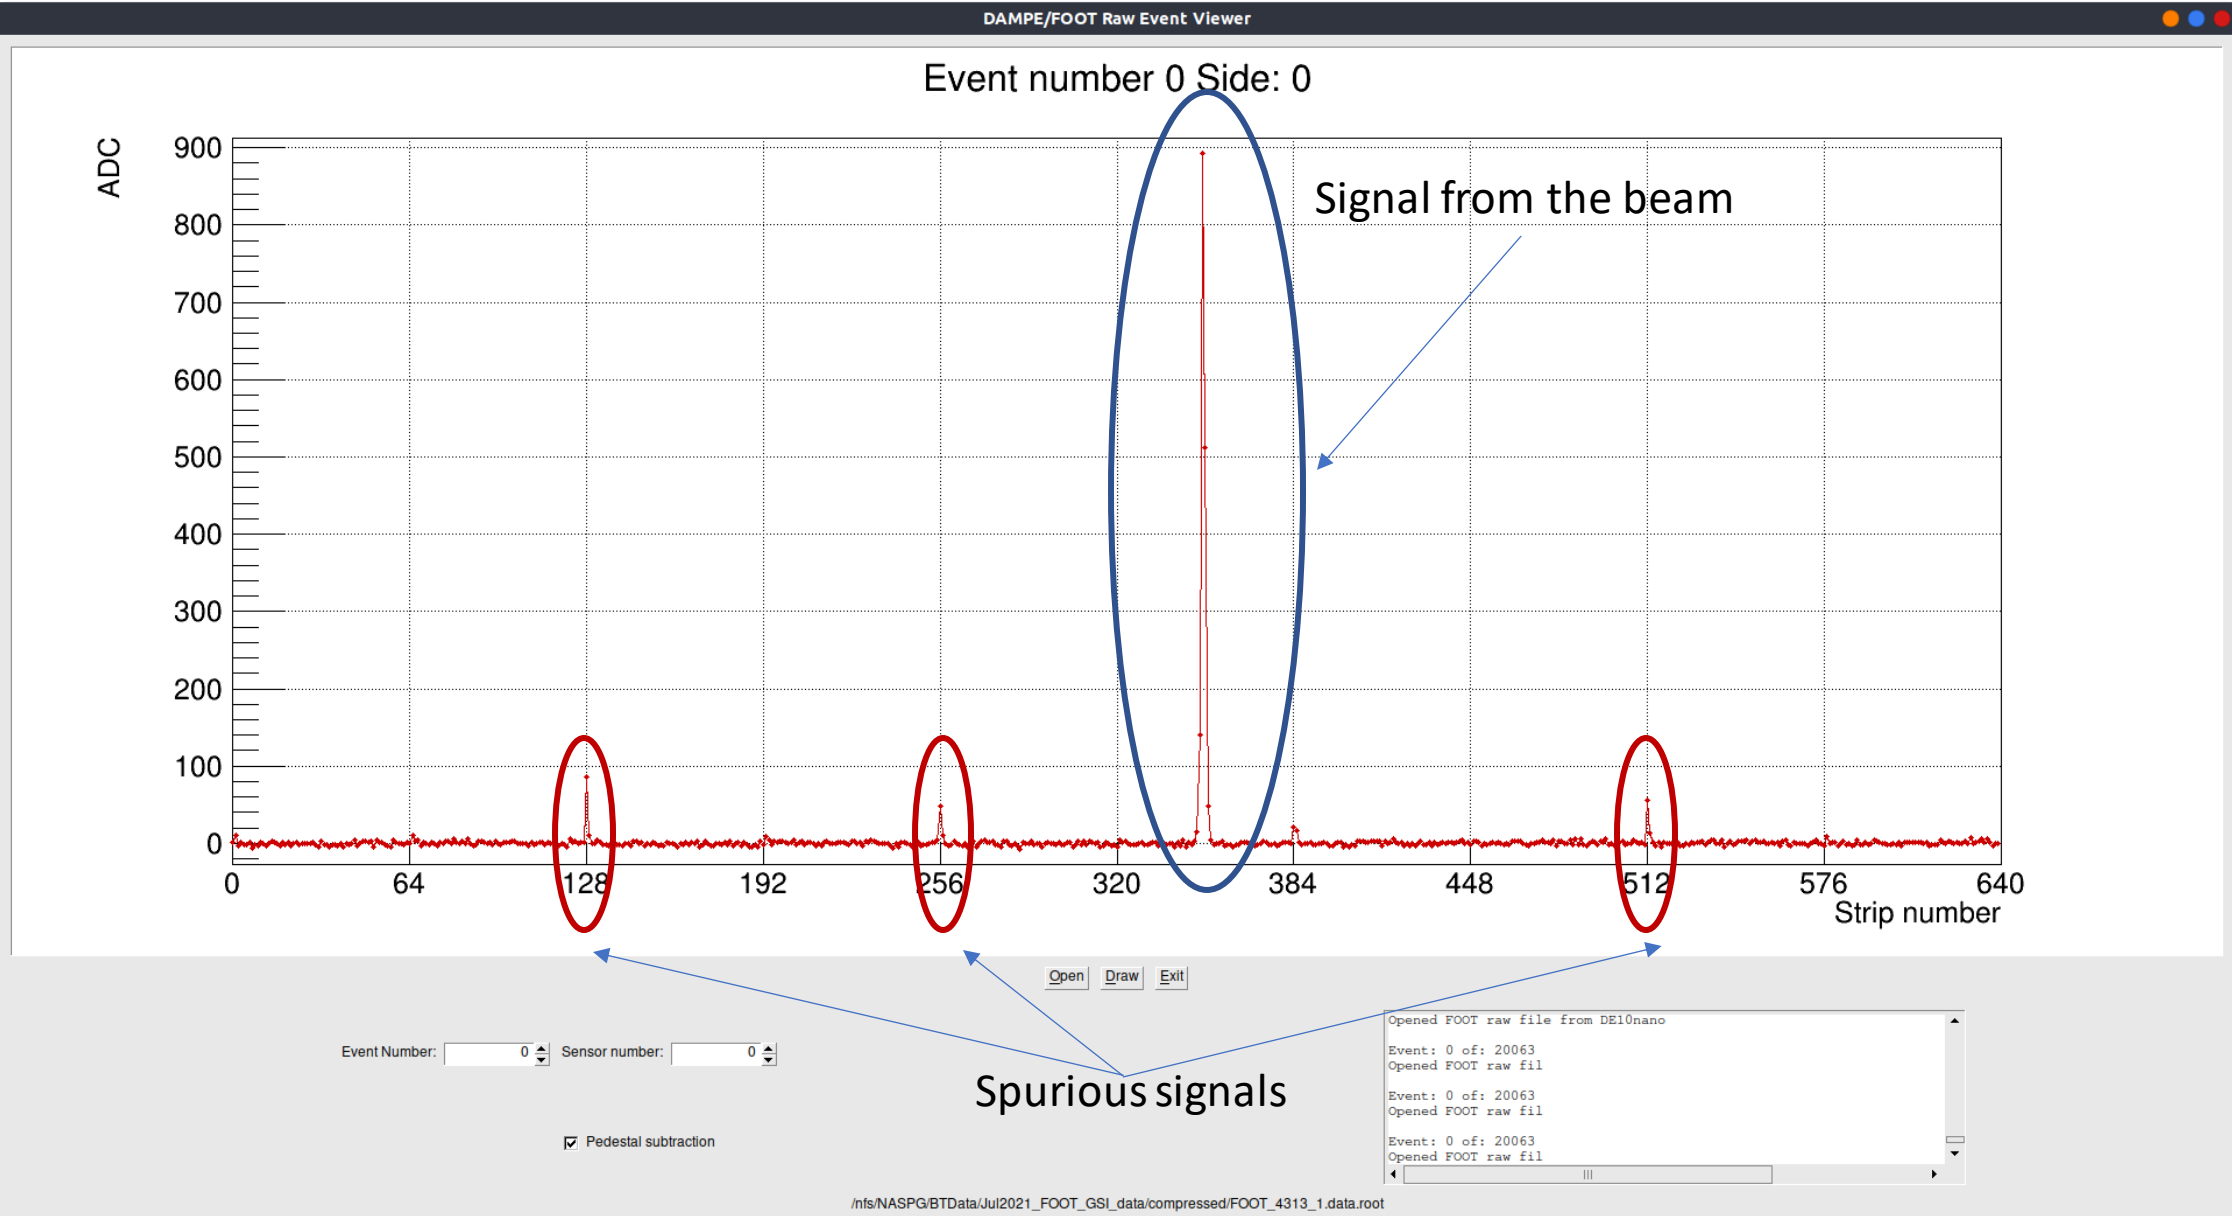 DAMPE/FOOT Raw Event Viewer
Event number 0 Side: 0
ADC
900
800
700
600
500
400
300
200
100
0
Signal from the beam
0 64 128 192 256 320 384 448 512 576 640
Strip number
Open Draw Exit
Event Number: 0 Sensor number: 0
Spurious signals
Pedestal subtraction
Opened FOOT raw file from DE10nano
Event: 0 of: 20063
Opened FOOT raw fil
Event: 0 of: 20063
Opened FOOT raw fil
Event: 0 of: 20063
Opened FOOT raw fil
/nfs/NASPG/BTData/Jul2021_FOOT_GSI_data/compressed/FOOT_4313_1.data.root